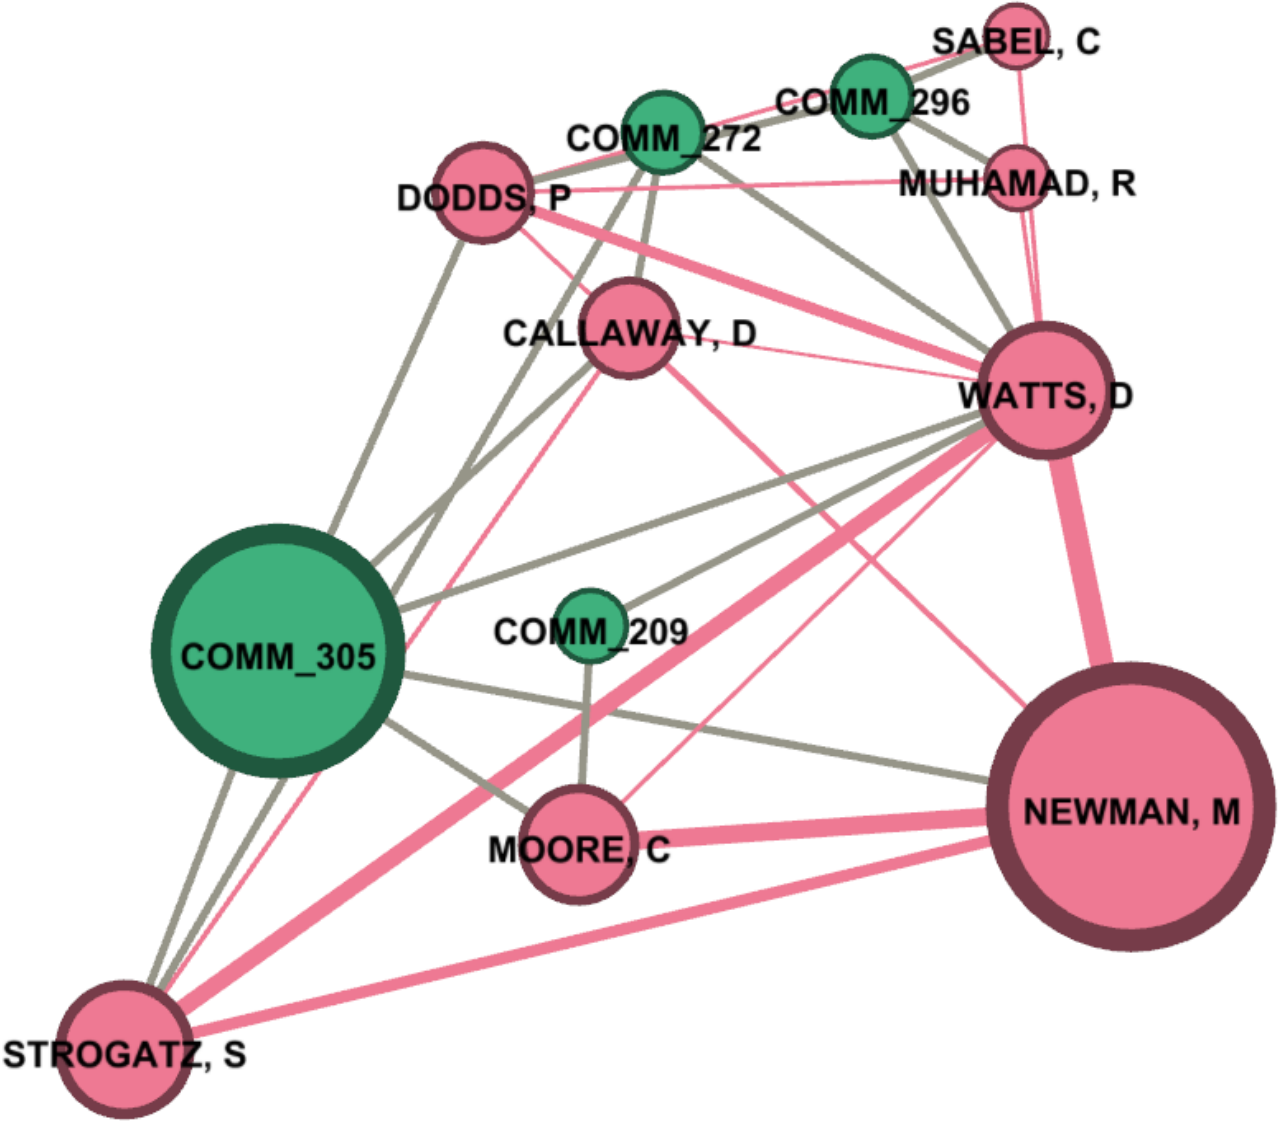 SABEL, C
COMM_296
COMM_272
MUHAMAD, R
DODDS, P
CALLAWAY, D
WATTS, D
COMM_209
COMM_305
NEWMAN, M
MOORE, C
STROGATZ, S